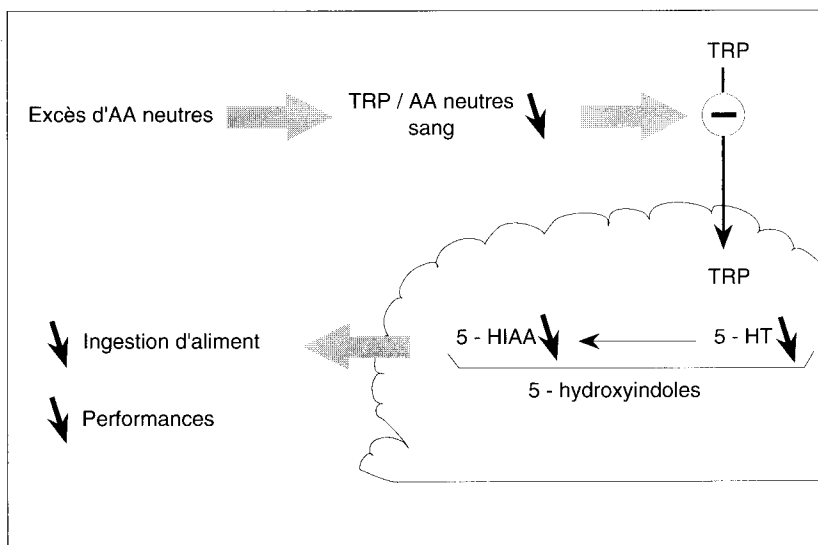 TRP
Excès d'AA neutres
TRP / AA neutres
sang
TRP
5 - HIAA
5 - HT
5 - hydroxyindoles
Ingestion d'aliment
Performances